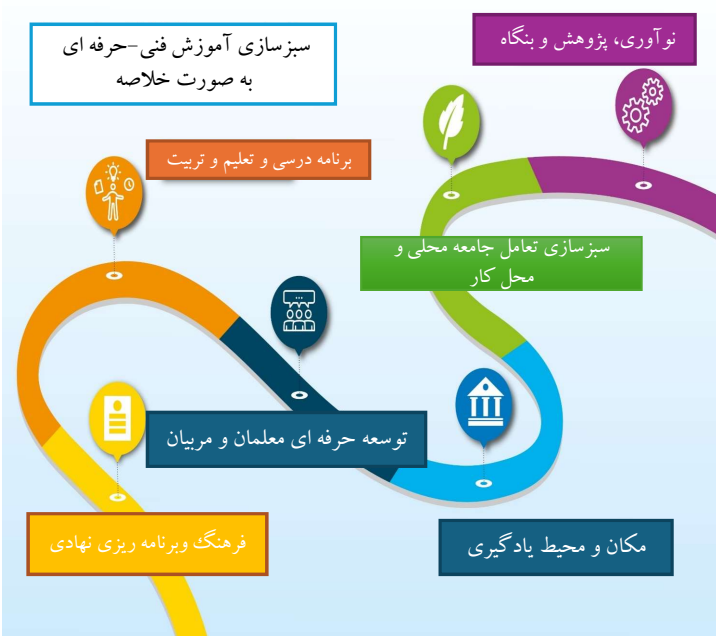 سبزسازی آموزش فنی-حرفه ای
به صورت خلاصه
نوآوری، پژوهش و بنگاه
برنامه درسی و تعلیم و تربیت
سبزسازی تعامل جامعه محلی و
محل کار
توسعه حرفه ای معلمان و مربیان
فرهنگ وبرنامه ریزی نهادی
مکان و محیط یادگیری